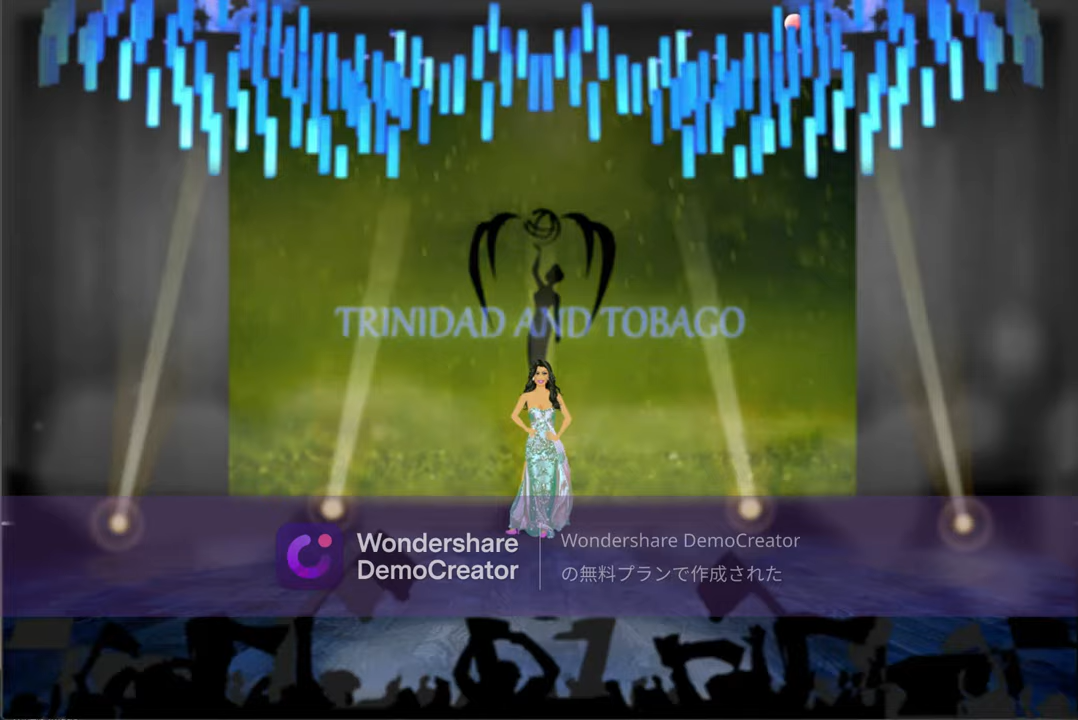 TRINIDAD AND TOBAGO
Wondershare
DemoCreator
Wondershare DemoCreator
の無料プランで作成された